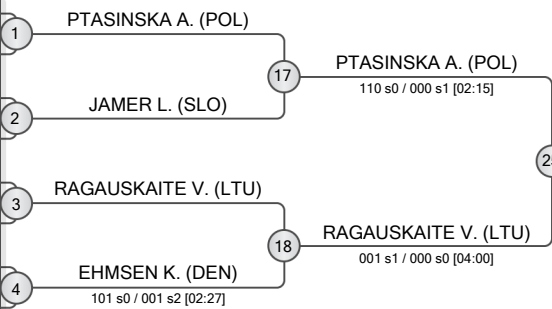 1
PTASINSKA A. (POL)
17
PTASINSKA A. (POL)
110 s0 / 000 s1 [02:15]
2
JAMER L. (SLO)
3
RAGAUSKAITE V. (LTU)
18
RAGAUSKAITE V. (LTU)
001 s1 / 000 s0 [04:00]
4
EHMSEN K. (DEN)
101 s0 / 001 s2 [02:27]